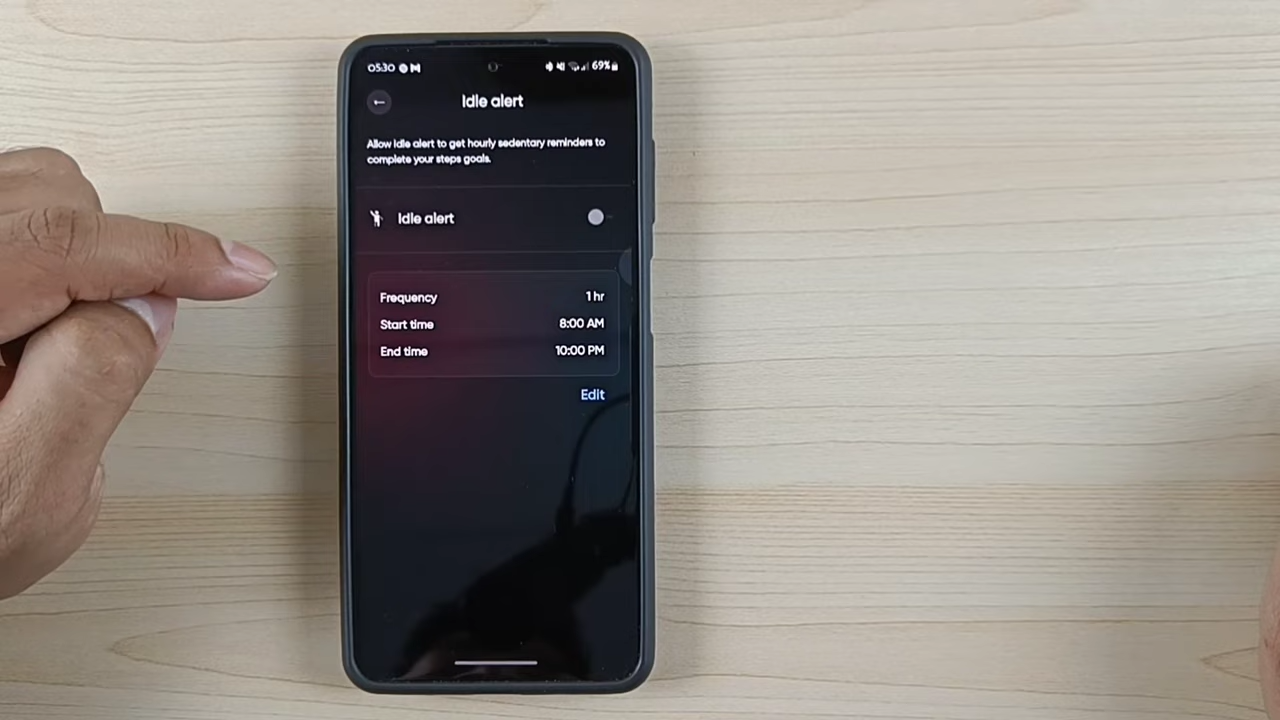 05:30
69%
Idle alert
Allow Idle alert to get hourly sedentary reminders to
complete your steps goals.
Idle alert
Frequency 1 hr
Start time 8:00 AM
End time 10:00 PM
Edit